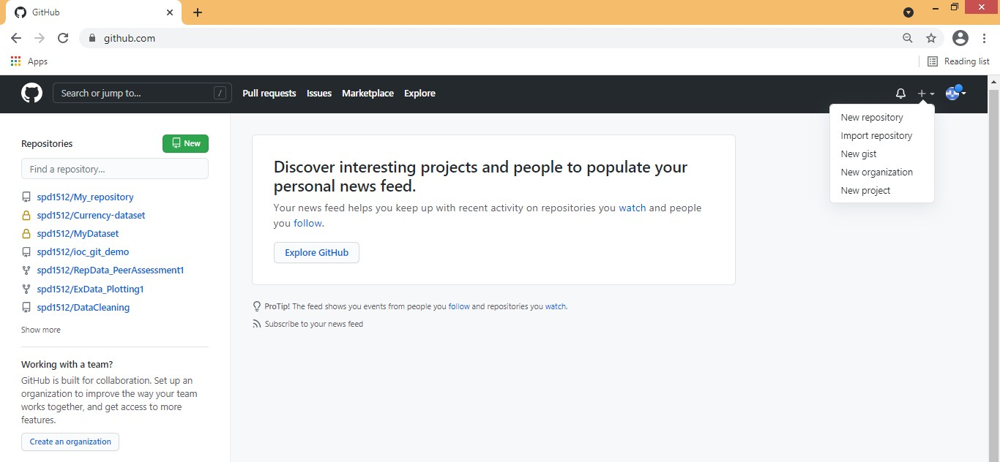 GitHub
github.com
Apps
Reading list
Search or jump to...
/
Pull requests
Issues
Marketplace
Explore
New repository
Import repository
New gist
New organization
New project
Repositories
New
Find a repository...
spd1512/My_repository
spd1512/Currency-dataset
spd1512/MyDataset
spd1512/ioc_git_demo
spd1512/RepData_PeerAssessment1
spd1512/ExData_Plotting1
spd1512/DataCleaning
Show more
Working with a team?
GitHub is built for collaboration. Set up an
organization to improve the way your team
works together, and get access to more
features.
Create an organization
Discover interesting projects and people to populate your
personal news feed.
Your news feed helps you keep up with recent activity on repositories you watch and people
you follow.
Explore GitHub
ProTip! The feed shows you events from people you follow and repositories you watch.
Subscribe to your news feed